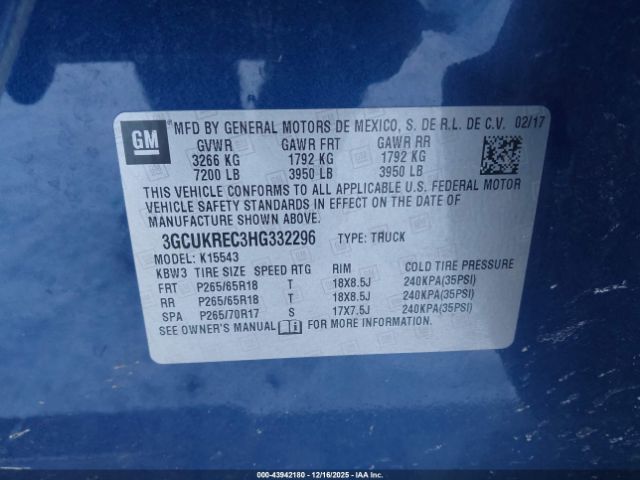 GM ® MFD BY GENERAL MOTORS DE MEXICO, S. DE R.L. DE C.V. 02/17
GVWR GAWR FRT GAWR RR
3266 KG 1792 KG 1792 KG
7200 LB 3950 LB 3950 LB
THIS VEHICLE CONFORMS TO ALL APPLICABLE U.S. FEDERAL MOTOR
VEHICLE SAFETY STANDARDS IN EFFECT ON THE DATE OF
MANUFACTURE SHOWN ABOVE.
3GCUKREC3HG332296 TYPE: TRUCK
MODEL: K15543
KBW3 TIRE SIZE SPEED RTG RIM COLD TIRE PRESSURE
FRT P265/65R18 T 18X8.5J 240KPA(35PSI)
RR P265/65R18 T 18X8.5J 240KPA(35PSI)
SPA P265/70R17 S 17X7.5J 240KPA(35PSI)
SEE OWNER'S MANUAL FOR MORE INFORMATION.
000-43942180 - 12/16/2025 - IAAI.com